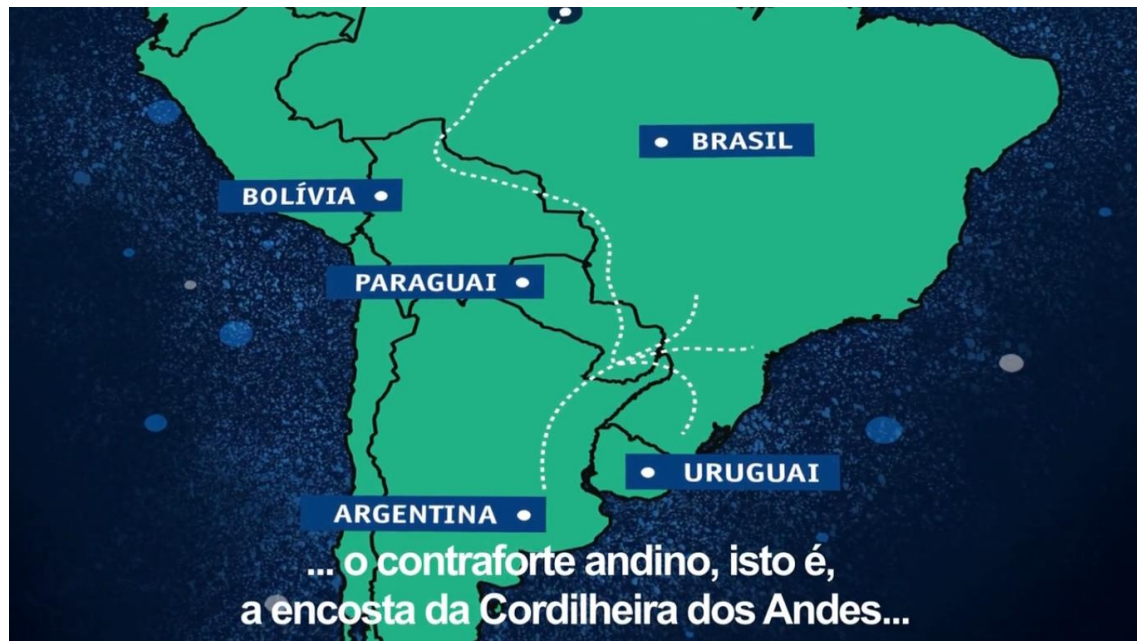 BRASIL
BOLÍVIA
PARAGUAI
URUGUAI
ARGENTINA
... o contraforte andino, isto é,
a encosta da Cordilheira dos Andes...